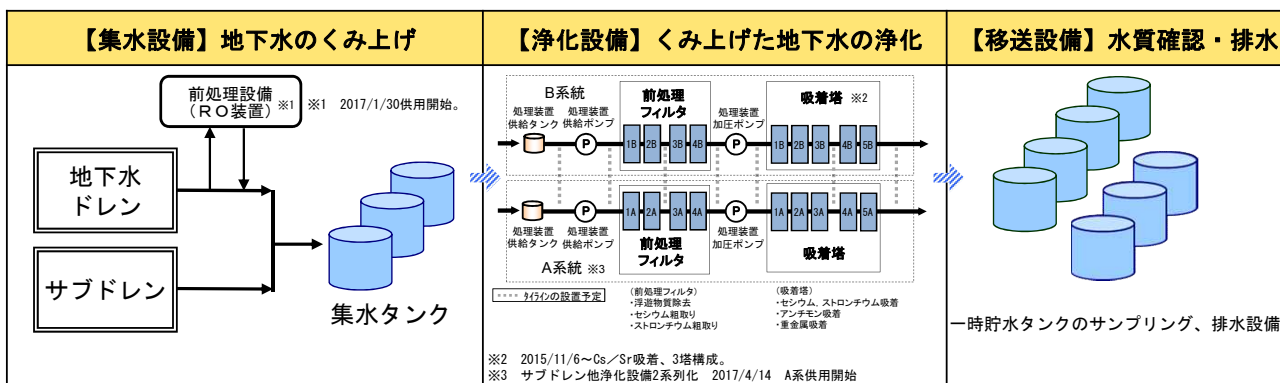 【集水設備】地下水のくみ上げ
前処理設備
(RO装置)※1
※1 2017/1/30供用開始。
地下水
ドレン
サブドレン
集水タンク
【浄化設備】くみ上げた地下水の浄化
B系統
処理装置
供給タンク
処理装置
供給ポンプ
前処理
フィルタ
処理装置
加圧ポンプ
吸着塔 ※2
P
1B 2B 3B 4B
P
1B 2B 3B 4B 5B
P
1A 2A 3A 4A
P
1A 2A 3A 4A 5A
処理装置
供給タンク
処理装置
供給ポンプ
前処理
フィルタ
処理装置
加圧ポンプ
吸着塔
A系統 ※3
タイラインの設置予定
(前処理フィルタ)
・浮遊物質除去
・セシウム粗取り
・ストロンチウム粗取り
(吸着塔)
・セシウム,ストロンチウム吸着
・アンチモン吸着
・重金属吸着
※2 2015/11/6~Cs/Sr吸着、3塔構成。
※3 サブドレン他浄化設備2系列化 2017/4/14 A系供用開始
【移送設備】水質確認・排水
一時貯水タンクのサンプリング、排水設備